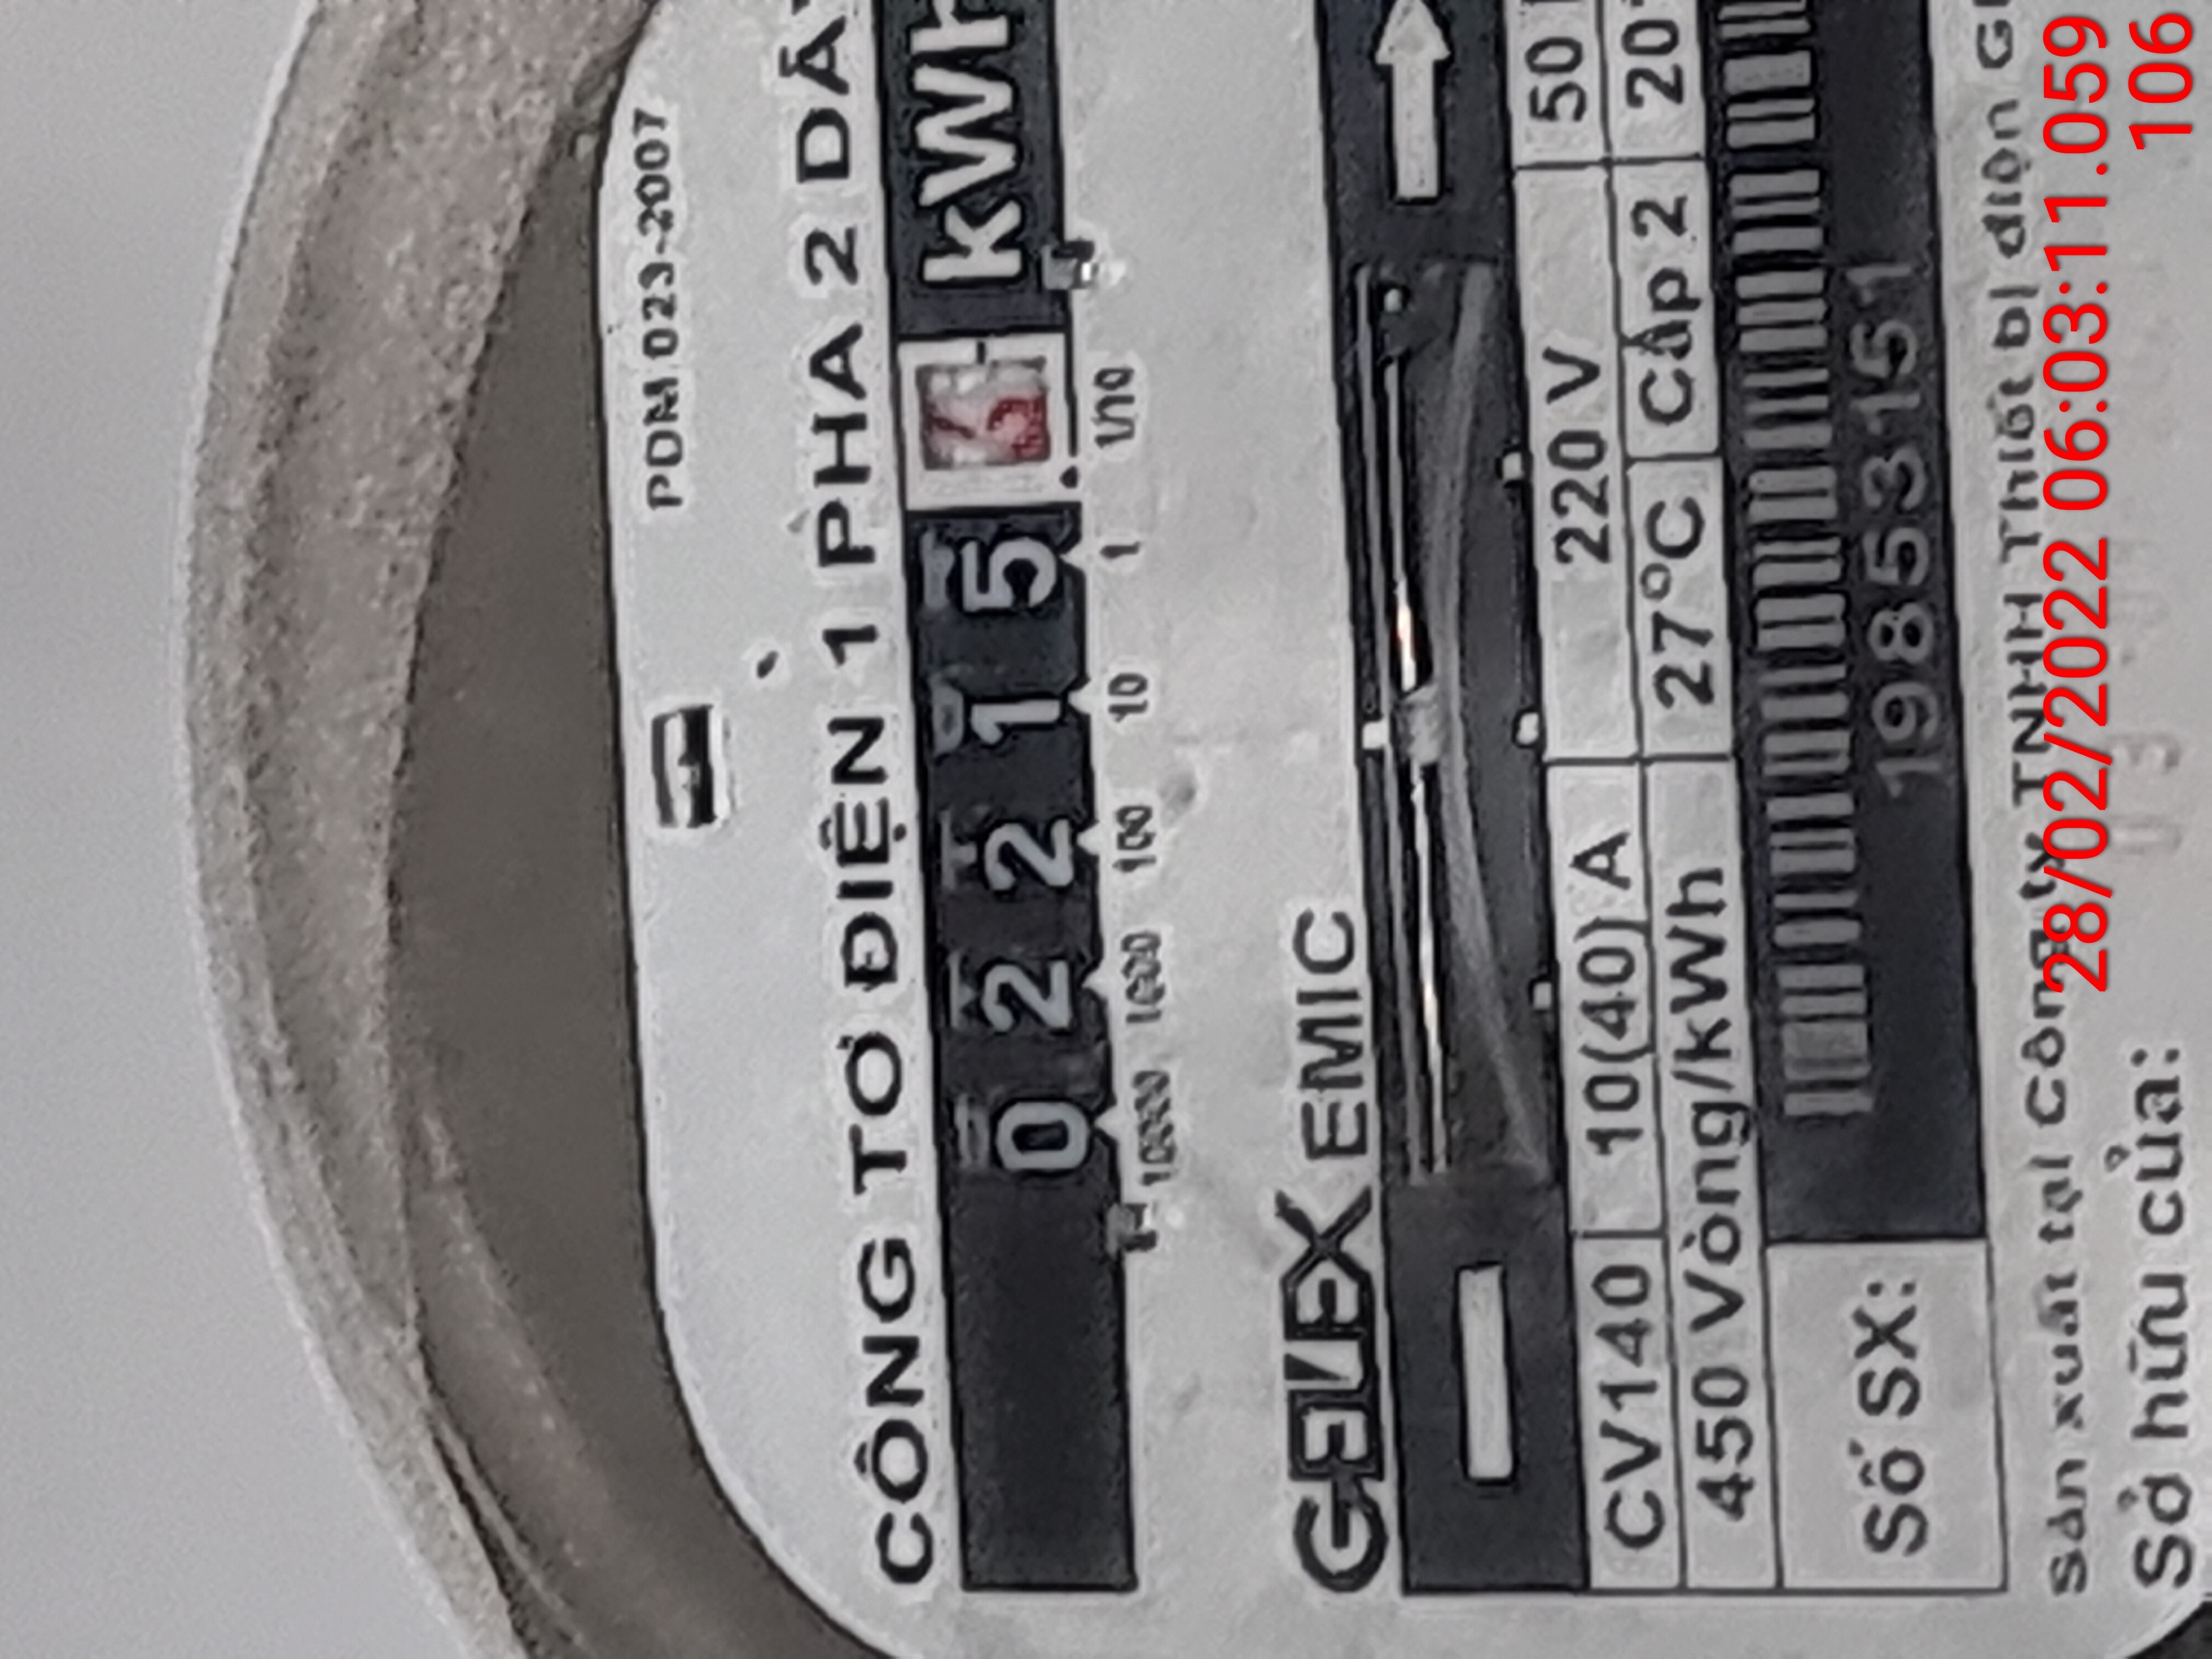 PDM 023-2007
CÔNG TƠ ĐIỆN 1 PHA 2 DÂY
0 2 2 1 5 kWH
10000 1000 100 10 1 1/10
GELEX EMIC
CV140 10(40) A 220 V 50
450 Vòng/kWh 27°C Cấp 2 20
Số SX: 19853151
Sản xuất tại Công ty TNHH Thiết bị điện G
Sở hữu của:
28/02/2022 06:03:11.059
106